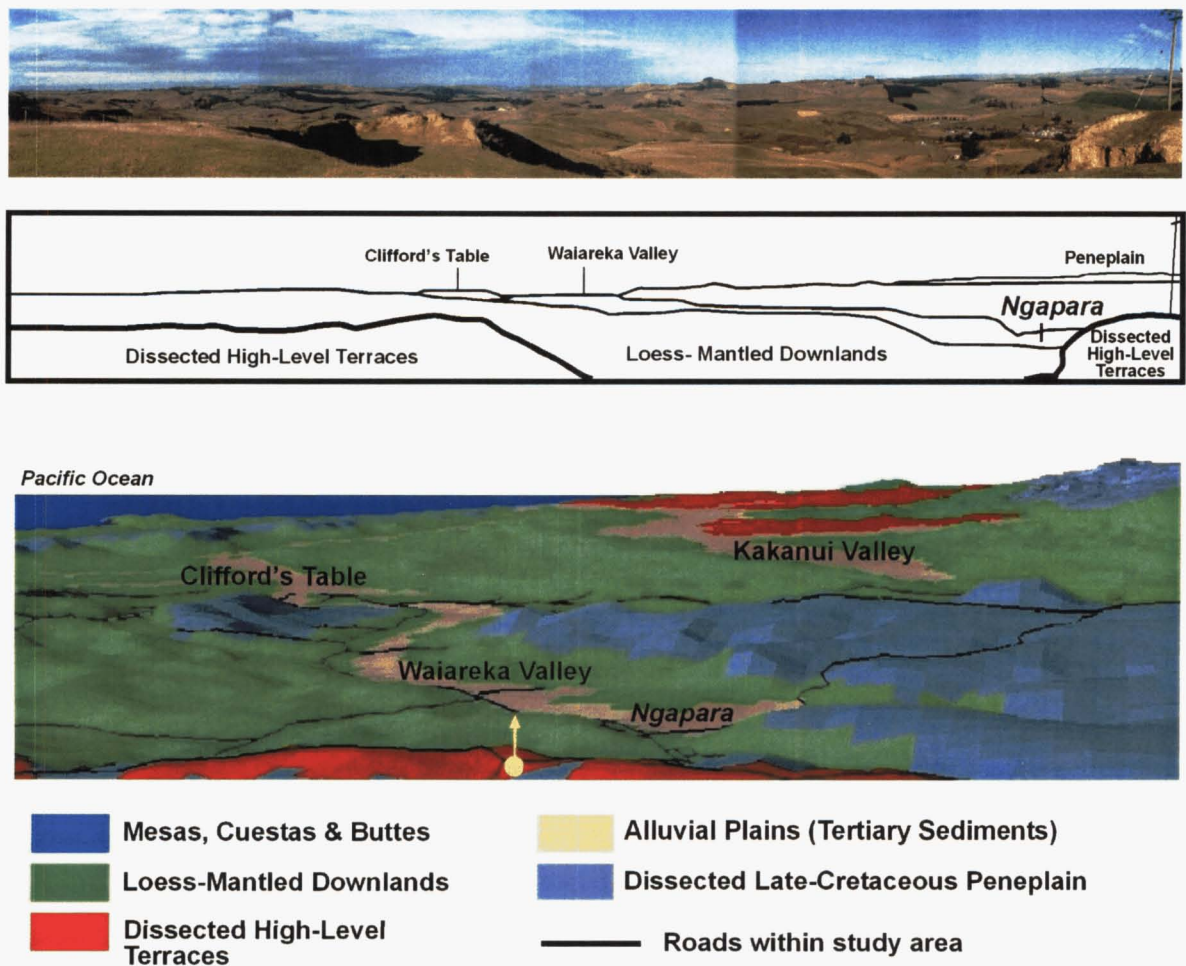 Clifford's Table
Waiareka Valley
Peneplain
Ngapara
Dissected High-Level Terraces
Loess- Mantled Downlands
Dissected
High-Level
Terraces
Pacific Ocean
Kakanui Valley
Clifford's Table
Waiareka Valley
Ngapara
Mesas, Cuestas & Buttes
Alluvial Plains (Tertiary Sediments)
Loess-Mantled Downlands
Dissected Late-Cretaceous Peneplain
Dissected High-Level
Terraces
Roads within study area